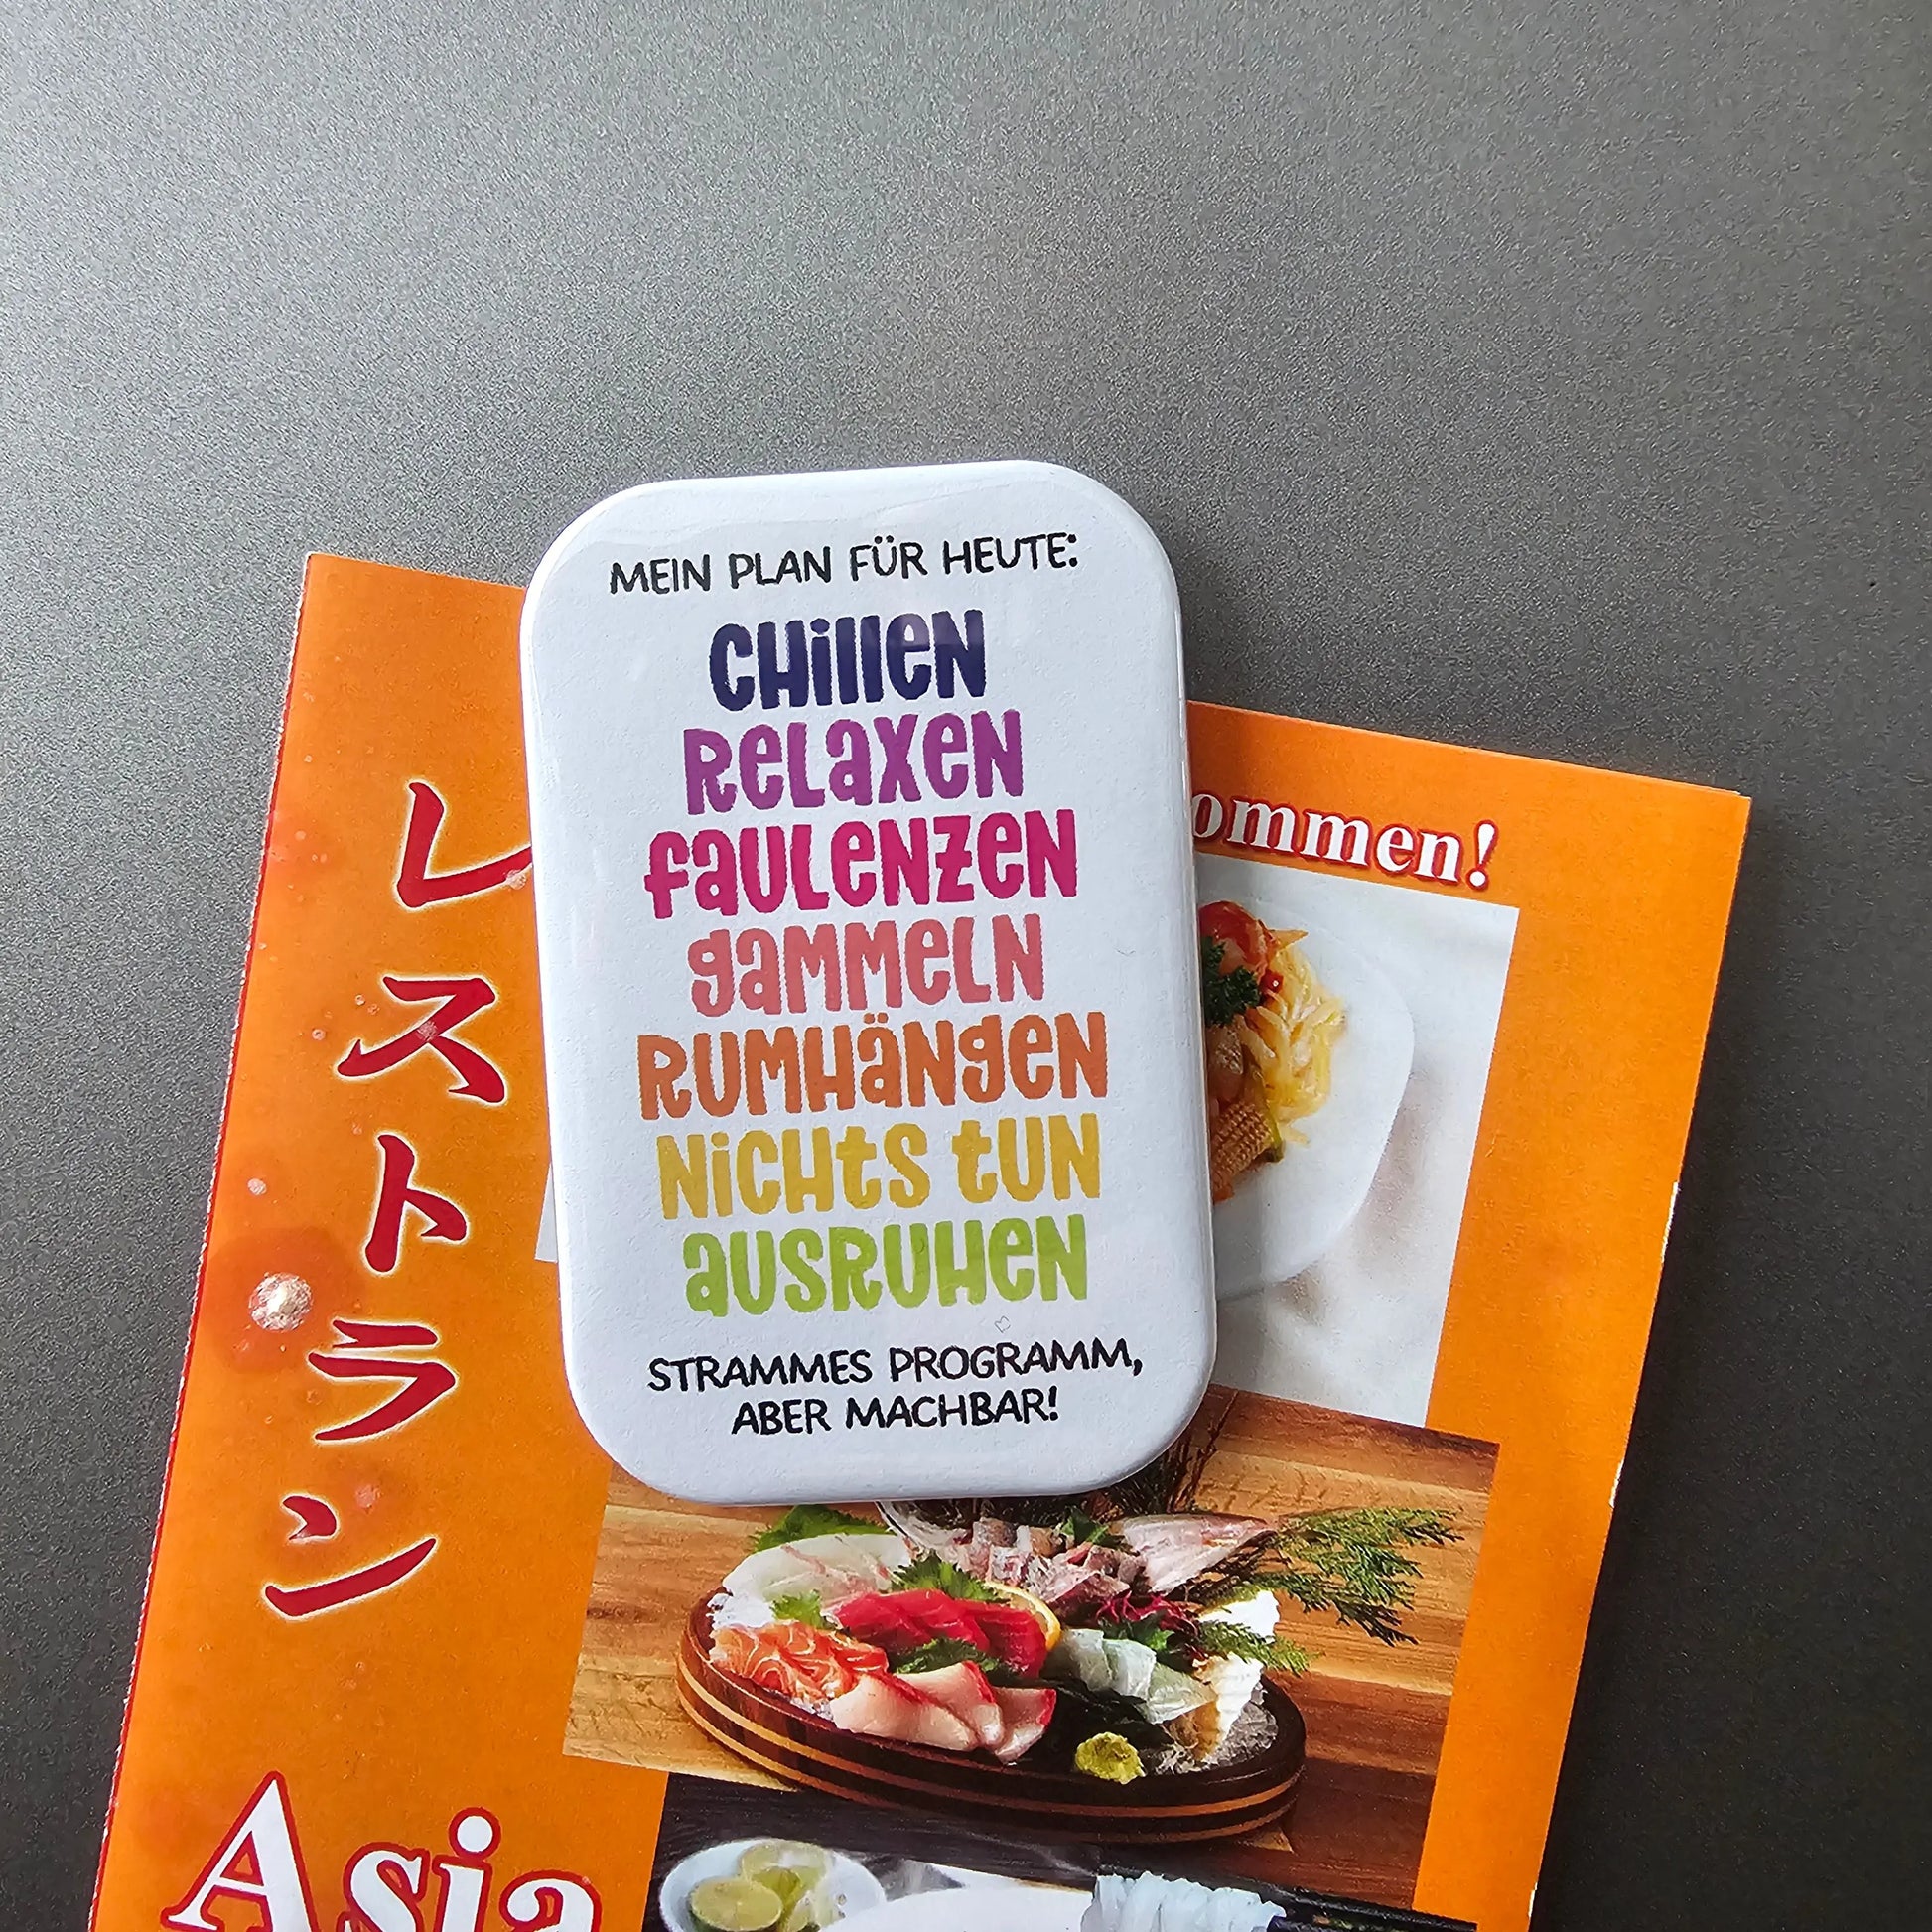 MEIN PLAN FÜR HEUTE:
CHillEN
RELAXEN
FAULENZEN
gAMMELN
RUMHÄNgEN
NiCHtS tUN
AUSRUHEN
STRAMMES PROGRAMM,
ABER MACHBAR!
レストラン
ommen!
Asia